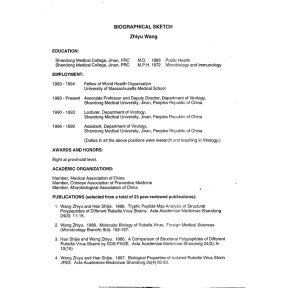 BIOGRAPHICAL SKETCH
Zhiyu Wang
EDUCATION:
Shandong Medical College, Jinan, PRC M.D. 1983 Public Health
Shandong Medical College, Jinan, PRC M.P.H. 1972 Microbiology and Immunology
EMPLOYMENT:
1993 - 1994 Fellow of World Health Organization
University of Massachusetts Medical School
1993 - Present Associate Professor and Deputy Director, Department of Virology,
Shandong Medical University, Jinan, Peoples Republic of China
1990 - 1993 Lecturer, Department of Virology,
Shandong Medical University, Jinan, Peoples Republic of China
1986 - 1990 Assistant, Department of Virology,
Shandong Medical University, Jinan, Peoples Republic of China
(Duties in all the above positions were research and teaching in Virology.)
AWARDS AND HONORS:
Eight at provincial level.
ACADEMIC ORGANIZATIONS:
Member, Medical Association of China
Member, Chinese Association of Preventive Medicine
Member, Microbiological Association of China
PUBLICATIONS (selected from a total of 23 peer-reviewed publications):
1. Wang Zhiyu and Han Shijie. 1986. Tryptic Peptide Map Analysis of Structural
Polypeptides of Different Rubella Virus Strains. Acta Academiae Medicinae Shandong
24(3): 11-15.
2. Wang Zhiyu. 1986. Molecular Biology of Rubella Virus. Foreign Medical Sciences
(Microbiology Branch) 9(4): 163-167.
3. Han Shijie and Wang Zhiyu. 1986. A Comparison of Structural Polypeptides of Different
Rubella Virus Strains by SDS-PAGE. Acta Academiae Medicinae Shandong 24(3):
10(15).
4. Wang Zhiyu and Han Shijie. 1987. Biological Properties of Isolated Rubella Virus Strain
JR23. Acta Academiae Medicinae Shandong 25(4) 50-53.